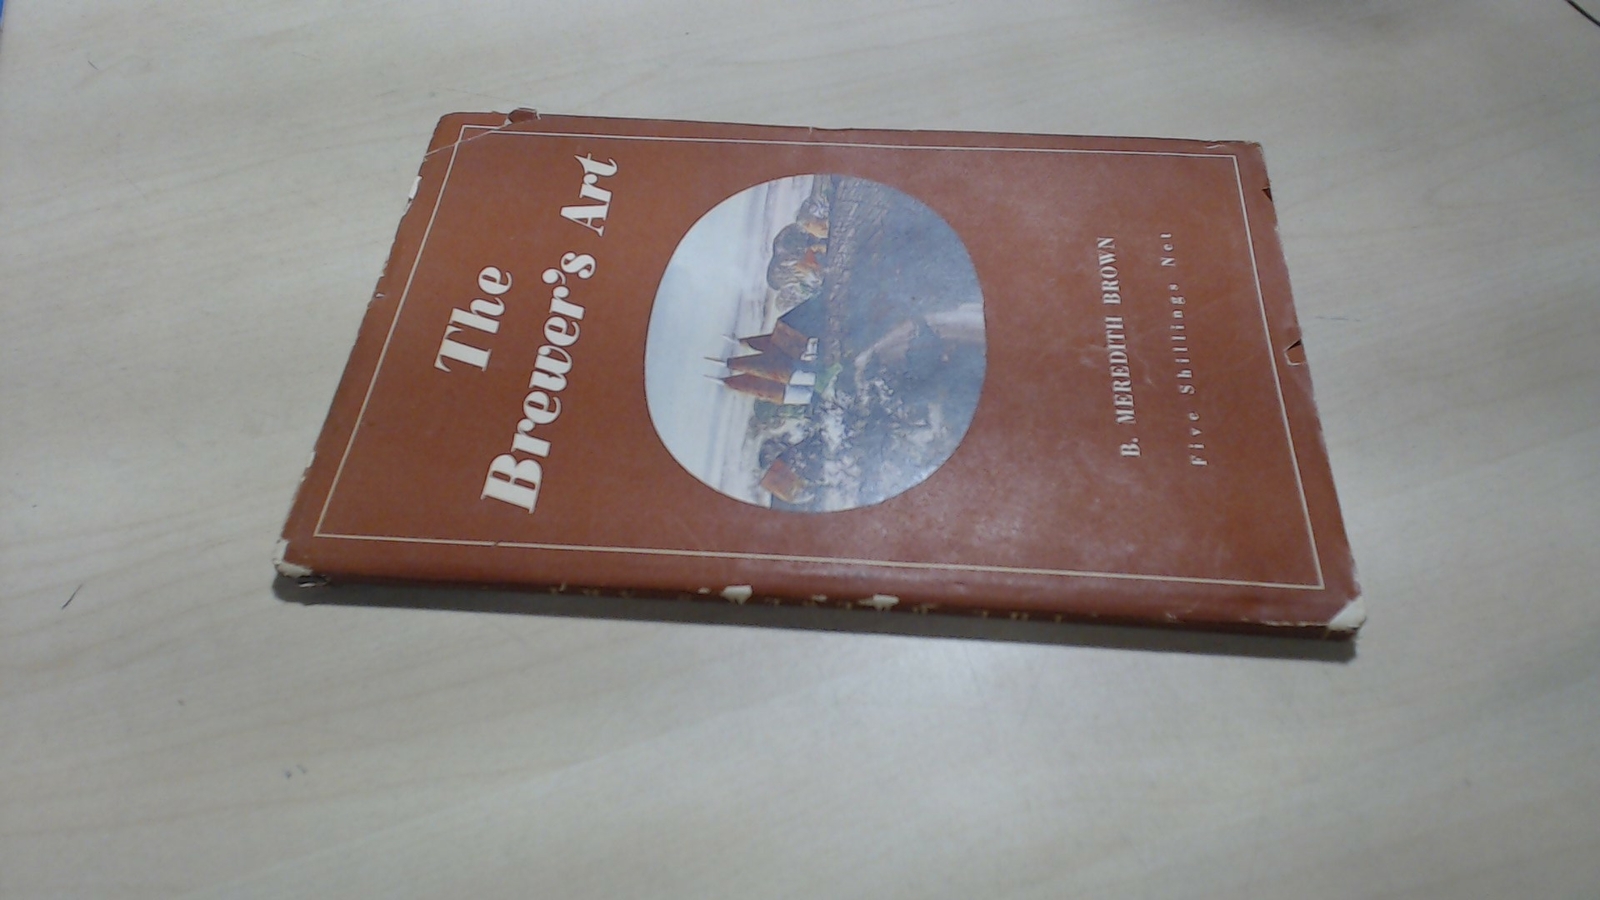 The
Brewer's Art
B. MEREDITH BROWN
Five Shillings Net